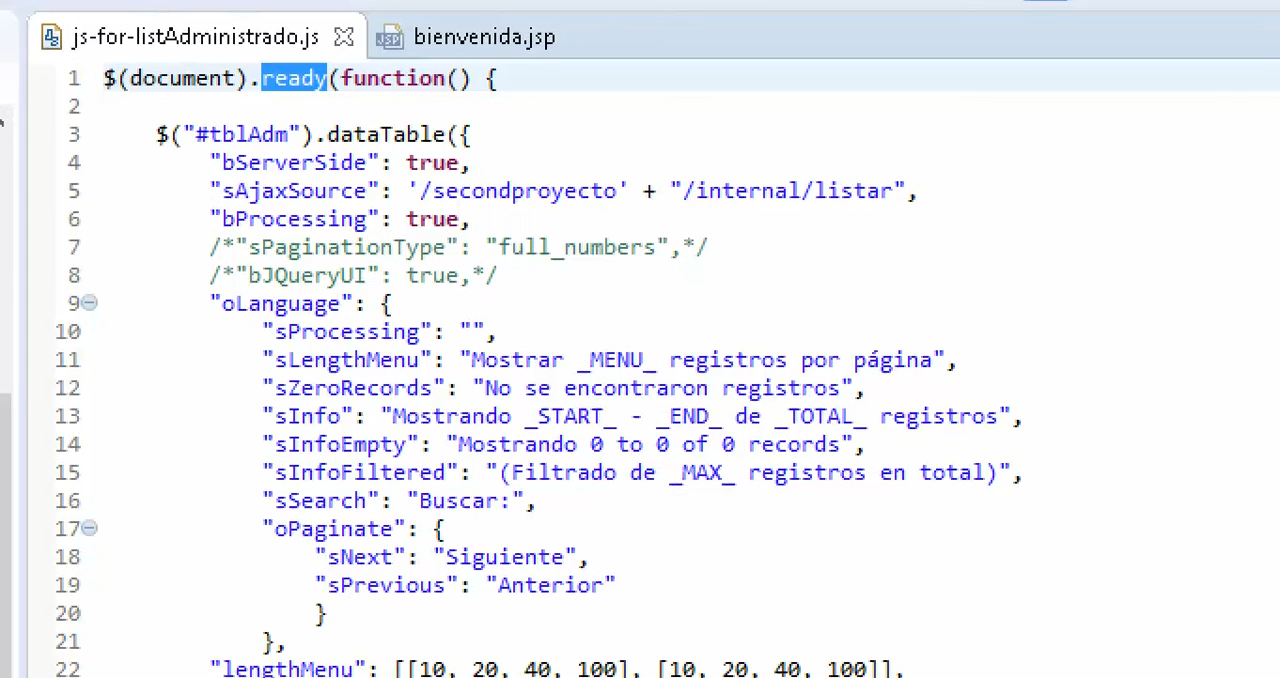 js-for-listAdministrado.js bienvenida.jsp
1 $(document).ready(function() {
2
3 $("#tblAdm").dataTable({
4 "bServerSide": true,
5 "sAjaxSource": '/secondproyecto' + "/internal/listar",
6 "bProcessing": true,
7 /*"sPaginationType": "full_numbers",*/
8 /*"bJQueryUI": true,*/
9 "oLanguage": {
10 "sProcessing": "",
11 "sLengthMenu": "Mostrar _MENU_ registros por página",
12 "sZeroRecords": "No se encontraron registros",
13 "sInfo": "Mostrando _START_ - _END_ de _TOTAL_ registros",
14 "sInfoEmpty": "Mostrando 0 to 0 of 0 records",
15 "sInfoFiltered": "(Filtrado de _MAX_ registros en total)",
16 "sSearch": "Buscar:",
17 "oPaginate": {
18 "sNext": "Siguiente",
19 "sPrevious": "Anterior"
20 }
21 },
22 "lengthMenu": [[10, 20, 40, 100], [10, 20, 40, 100]],